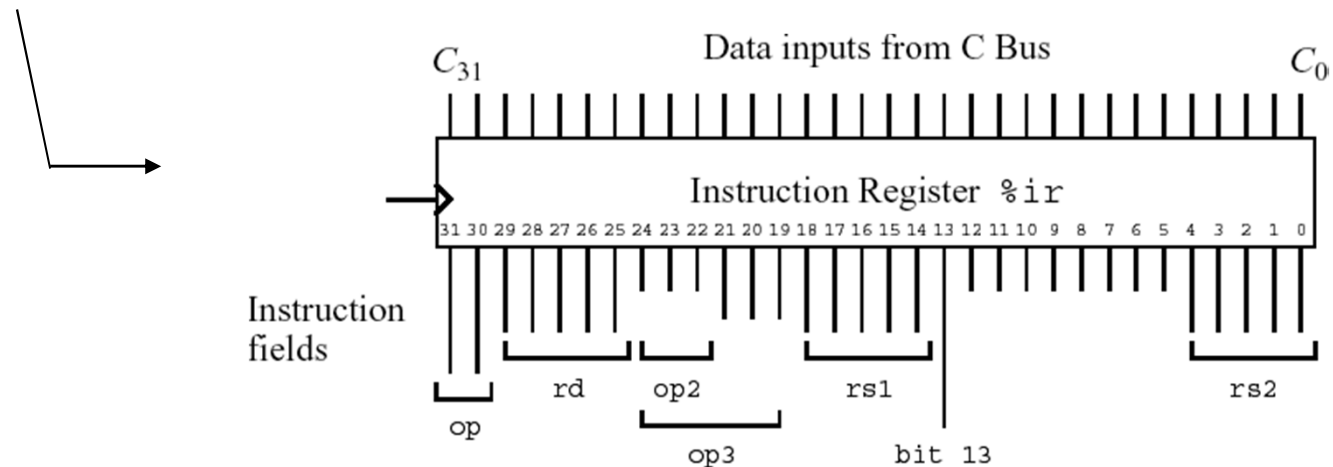 Data inputs from C Bus
C31
C0
Instruction Register %ir
31 30 29 28 27 26 25 24 23 22 21 20 19 18 17 16 15 14 13 12 11 10 9 8 7 6 5 4 3 2 1 0
Instruction
fields
rd op2 rs1 rs2
op
op3 bit 13